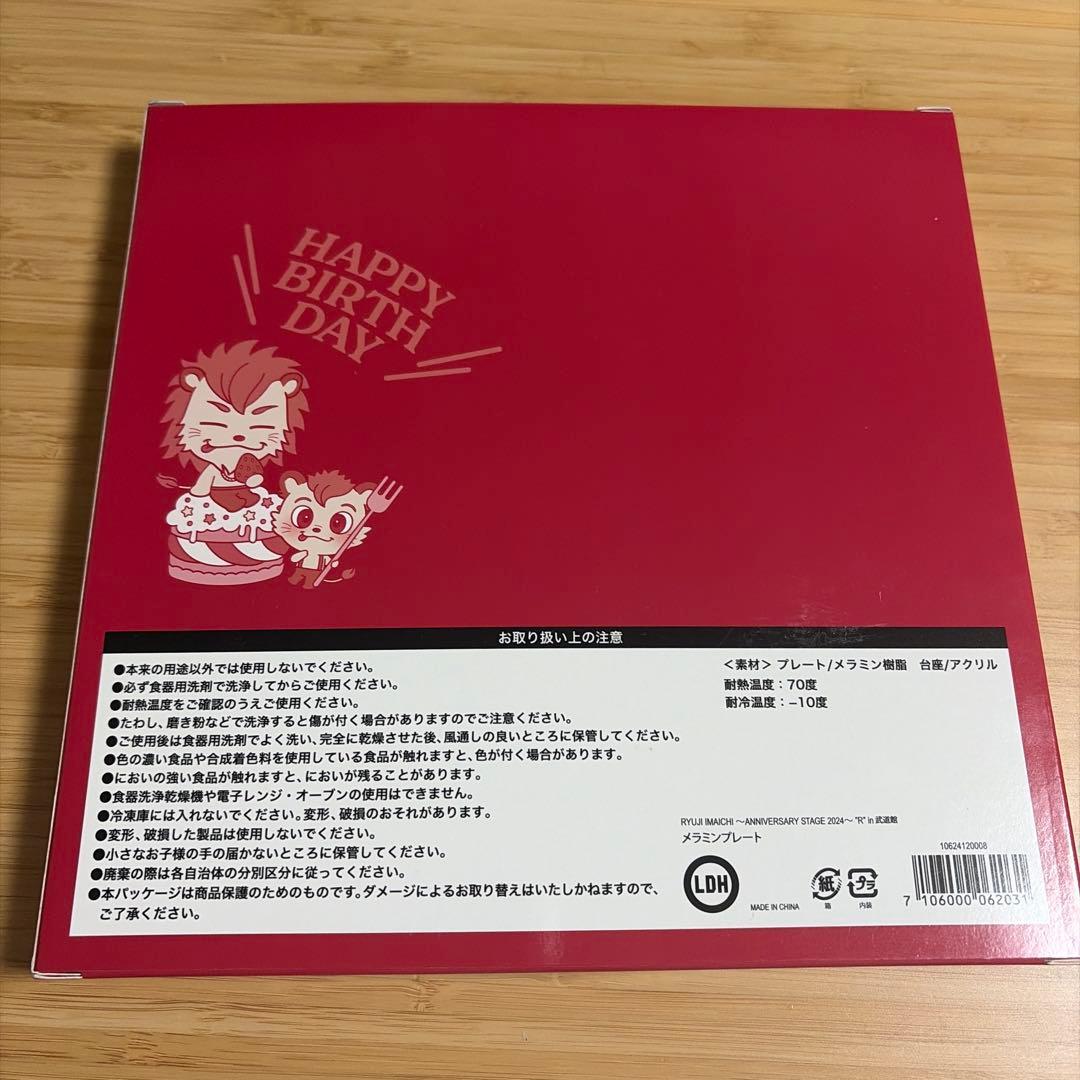 HAPPY
BIRTH
DAY
お取り扱い上の注意
●本来の用途以外では使用しないでください。
●必ず食器用洗剤で洗浄してからご使用ください。
●耐熱温度をご確認のうえご使用ください。
●たわし、磨き粉などで洗浄すると傷が付く場合がありますのでご注意ください。
●ご使用後は食器用洗剤でよく洗い、完全に乾燥させた後、風通しの良いところに保管してください。
●色の濃い食品や合成着色料を使用している食品が触れますと、色が付く場合があります。
●においの強い食品が触れますと、においが残ることがあります。
●食器洗浄乾燥機や電子レンジ・オーブンの使用はできません。
●冷凍庫には入れないでください。変形、破損のおそれがあります。
●変形、破損した製品は使用しないでください。
●小さなお子様の手の届かないところに保管してください。
●廃棄の際は各自治体の分別区分に従ってください。
●本パッケージは商品保護のためのものです。ダメージによるお取り替えはいたしかねますので、
ご了承ください。
＜素材＞ プレート/メラミン樹脂　台座/アクリル
耐熱温度：70度
耐冷温度：−10度
RYUJI IMAICHI 〜ANNIVERSARY STAGE 2024〜 "R" in 武道館
メラミンプレート
LDH
MADE IN CHINA
紙
箱
プラ
内装
10624120008
7 106000 062031